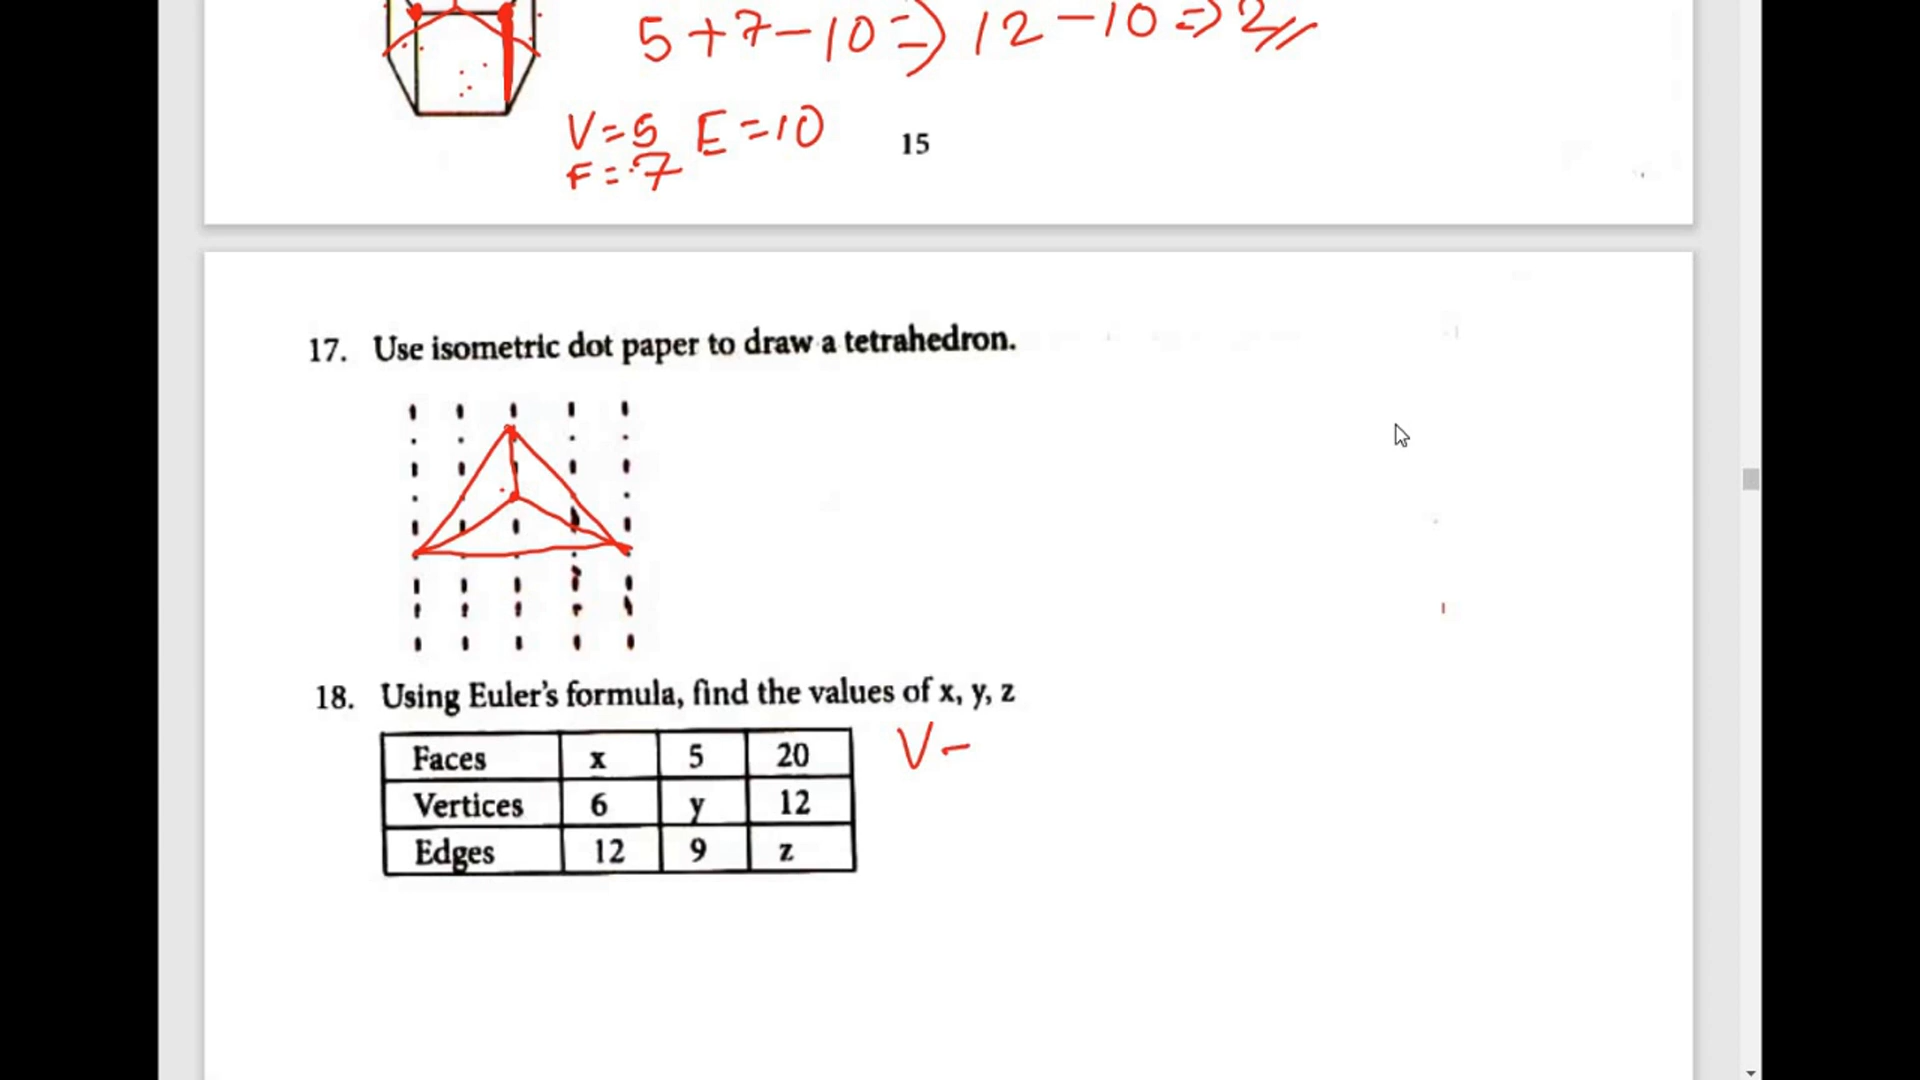 5+7-10=) 12-10=>2//
V=5 E=10
F=7
15
17. Use isometric dot paper to draw a tetrahedron.
18. Using Euler's formula, find the values of x, y, z
V-
Faces x 5 20
Vertices 6 y 12
Edges 12 9 z